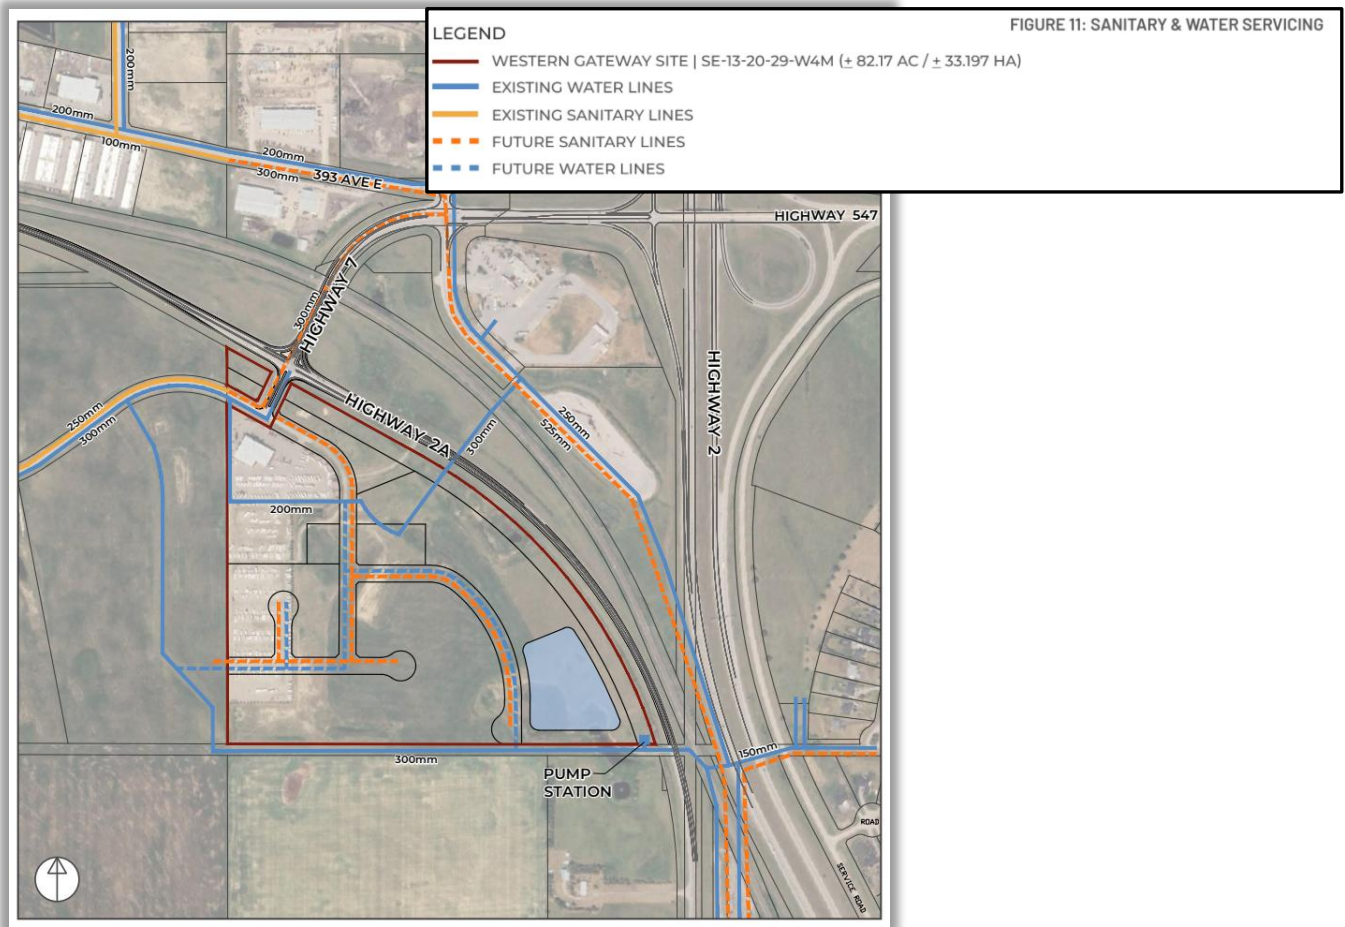 FIGURE 11: SANITARY & WATER SERVICING
LEGEND
WESTERN GATEWAY SITE | SE-13-20-29-W4M (± 82.17 AC / ± 33.197 HA)
EXISTING WATER LINES
EXISTING SANITARY LINES
FUTURE SANITARY LINES
FUTURE WATER LINES
200mm
200mm
100mm
200mm
300mm
393 AVE E
HIGHWAY 547
300mm
HIGHWAY 7
HIGHWAY 2A
HIGHWAY 2
250mm
300mm
300mm
250mm
525mm
200mm
150mm
300mm
PUMP
STATION
ROAD
SERVICE ROAD